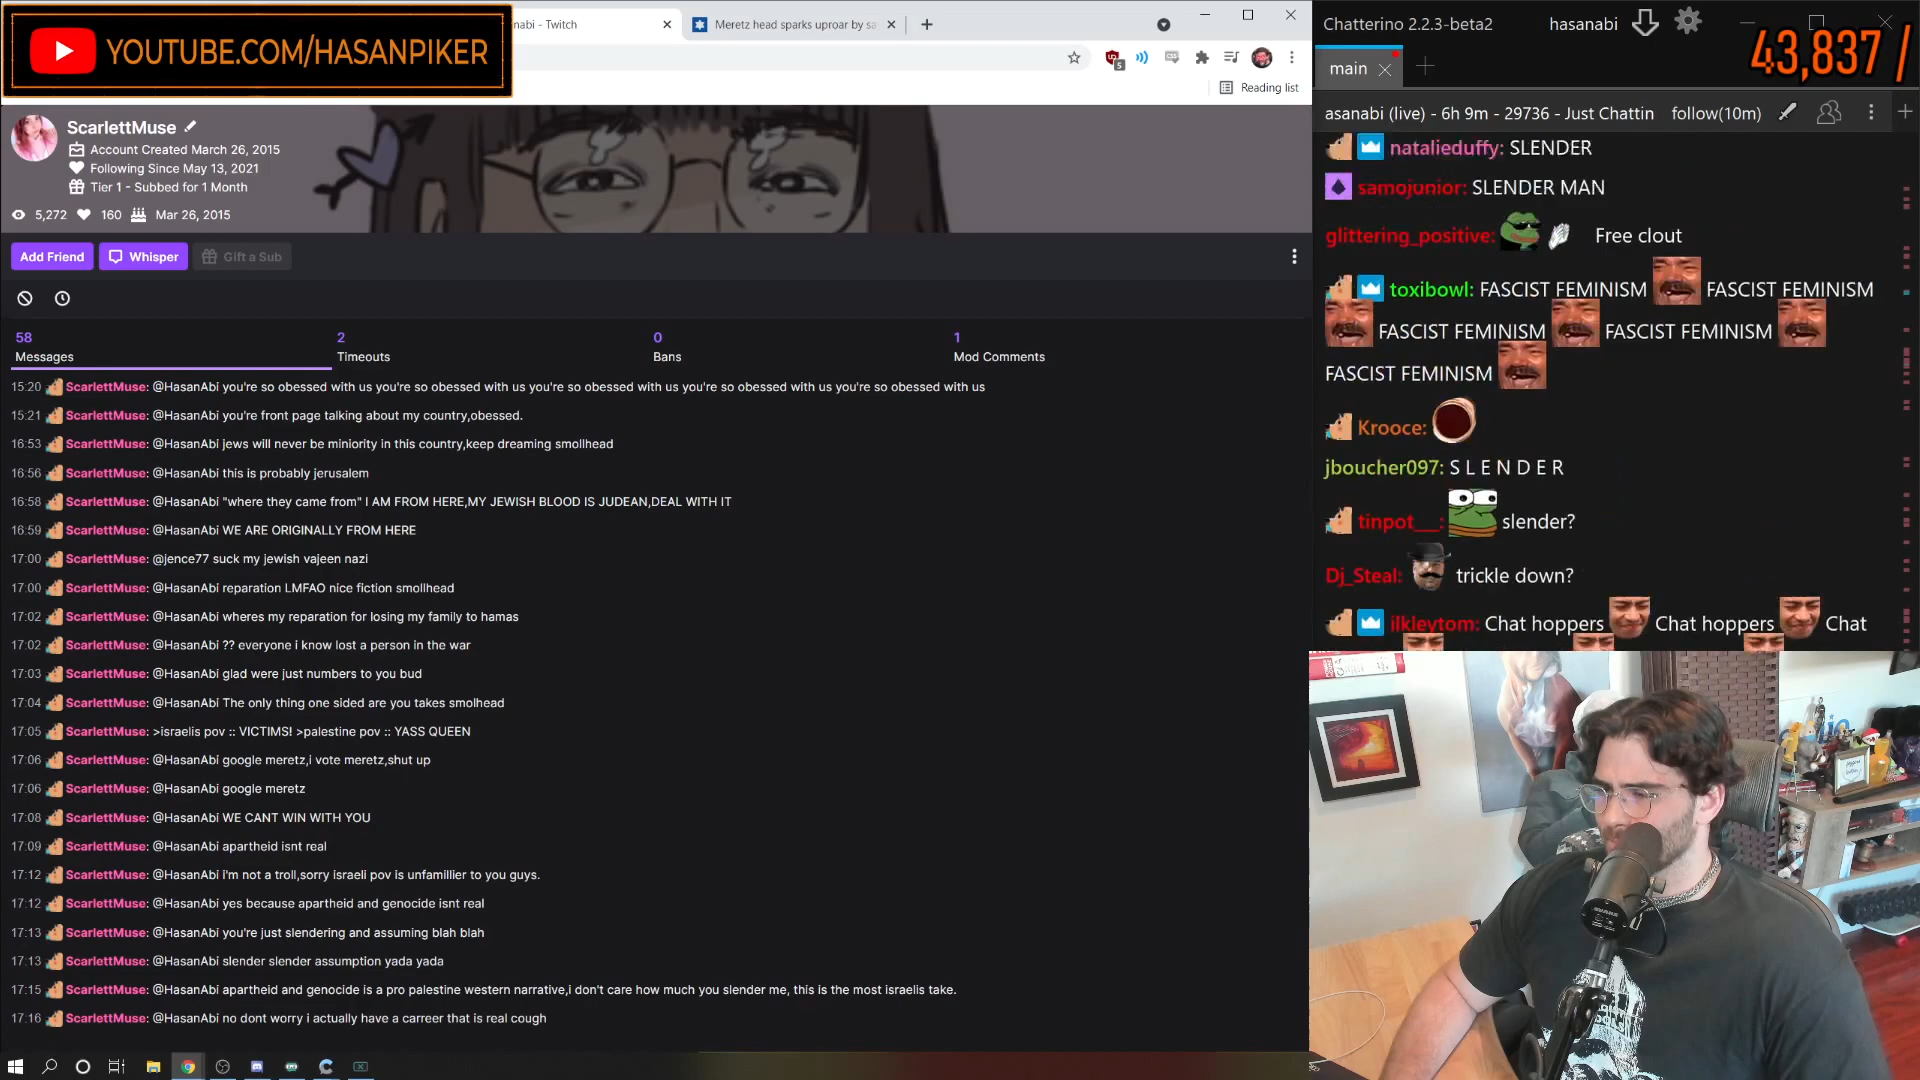 YOUTUBE.COM/HASANPIKER
nabi - Twitch
Meretz head sparks uproar by sa
5
Reading list
ScarlettMuse
Account Created March 26, 2015
Following Since May 13, 2021
Tier 1 - Subbed for 1 Month
5,272 160 Mar 26, 2015
Add Friend Whisper Gift a Sub
58 2 0 1
Messages Timeouts Bans Mod Comments
15:20 ScarlettMuse: @HasanAbi you're so obessed with us you're so obessed with us you're so obessed with us you're so obessed with us you're so obessed with us
15:21 ScarlettMuse: @HasanAbi you're front page talking about my country,obessed.
16:53 ScarlettMuse: @HasanAbi jews will never be miniority in this country,keep dreaming smollhead
16:56 ScarlettMuse: @HasanAbi this is probably jerusalem
16:58 ScarlettMuse: @HasanAbi "where they came from" I AM FROM HERE,MY JEWISH BLOOD IS JUDEAN,DEAL WITH IT
16:59 ScarlettMuse: @HasanAbi WE ARE ORIGINALLY FROM HERE
17:00 ScarlettMuse: @jence77 suck my jewish vajeen nazi
17:00 ScarlettMuse: @HasanAbi reparation LMFAO nice fiction smollhead
17:02 ScarlettMuse: @HasanAbi wheres my reparation for losing my family to hamas
17:02 ScarlettMuse: @HasanAbi ?? everyone i know lost a person in the war
17:03 ScarlettMuse: @HasanAbi glad were just numbers to you bud
17:04 ScarlettMuse: @HasanAbi The only thing one sided are you takes smolhead
17:05 ScarlettMuse: >israelis pov :: VICTIMS! >palestine pov :: YASS QUEEN
17:06 ScarlettMuse: @HasanAbi google meretz,i vote meretz,shut up
17:06 ScarlettMuse: @HasanAbi google meretz
17:08 ScarlettMuse: @HasanAbi WE CANT WIN WITH YOU
17:09 ScarlettMuse: @HasanAbi apartheid isnt real
17:12 ScarlettMuse: @HasanAbi i'm not a troll,sorry israeli pov is unfamillier to you guys.
17:12 ScarlettMuse: @HasanAbi yes because apartheid and genocide isnt real
17:13 ScarlettMuse: @HasanAbi you're just slendering and assuming blah blah
17:13 ScarlettMuse: @HasanAbi slender slender assumption yada yada
17:15 ScarlettMuse: @HasanAbi apartheid and genocide is a pro palestine western narrative,i don't care how much you slender me, this is the most israelis take.
17:16 ScarlettMuse: @HasanAbi no dont worry i actually have a carreer that is real cough
Chatterino 2.2.3-beta2 hasanabi
43,837 /
main
asanabi (live) - 6h 9m - 29736 - Just Chattin follow(10m)
natalieduffy: SLENDER
samojunior: SLENDER MAN
glittering_positive: Free clout
toxibowl: FASCIST FEMINISM FASCIST FEMINISM
FASCIST FEMINISM FASCIST FEMINISM
FASCIST FEMINISM
Krooce:
jboucher097: S L E N D E R
tinpot___: slender?
Dj_Steal: trickle down?
ilkleytom: Chat hoppers Chat hoppers Chat